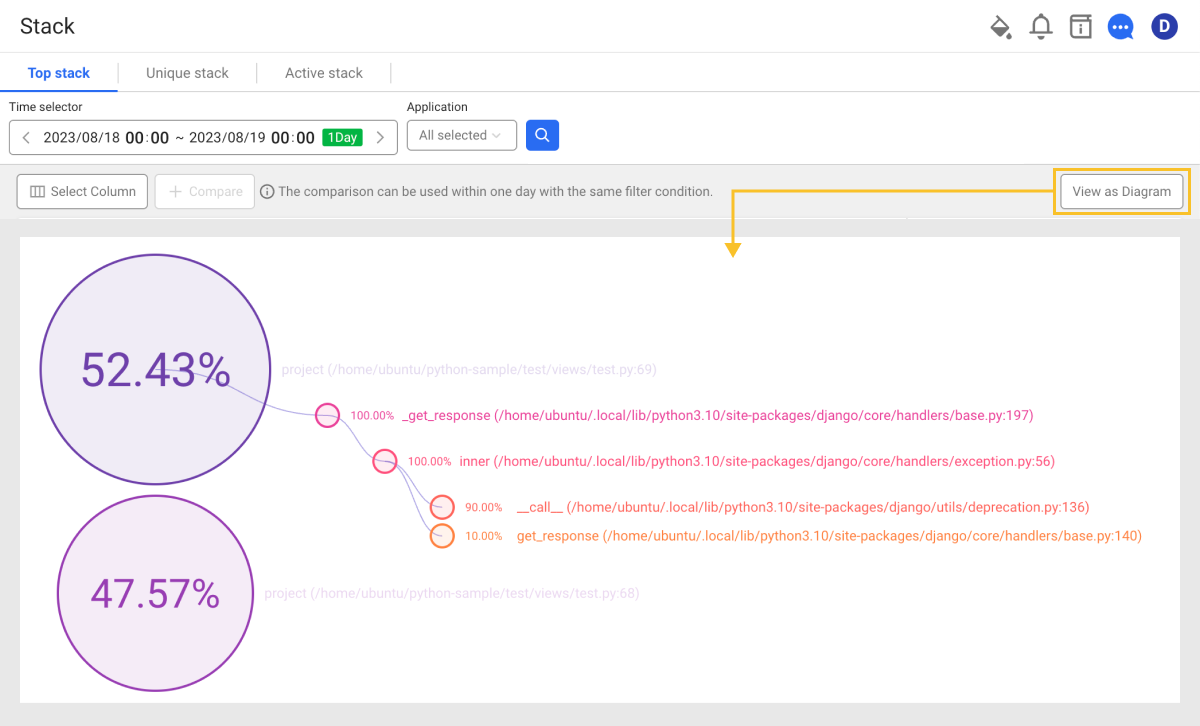 Stack
D
Top stack
Unique stack
Active stack
Time selector
Application
2023/08/18 00:00 ~ 2023/08/19 00:00 1Day
All selected
Select Column
Compare
The comparison can be used within one day with the same filter condition.
View as Diagram
52.43%
project (/home/ubuntu/python-sample/test/views/test.py:69)
100.00% _get_response (/home/ubuntu/.local/lib/python3.10/site-packages/django/core/handlers/base.py:197)
100.00% inner (/home/ubuntu/.local/lib/python3.10/site-packages/django/core/handlers/exception.py:56)
90.00% __call__ (/home/ubuntu/.local/lib/python3.10/site-packages/django/utils/deprecation.py:136)
10.00% get_response (/home/ubuntu/.local/lib/python3.10/site-packages/django/core/handlers/base.py:140)
47.57%
project (/home/ubuntu/python-sample/test/views/test.py:68)